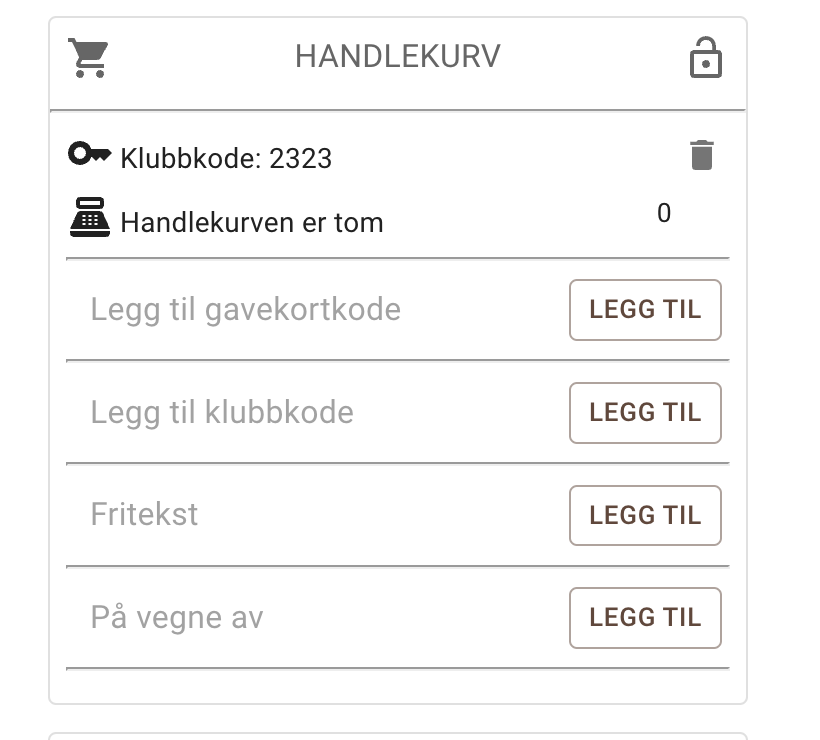 HANDLEKURV
Klubbkode: 2323
Handlekurven er tom 0
Legg til gavekortkode LEGG TIL
Legg til klubbkode LEGG TIL
Fritekst LEGG TIL
På vegne av LEGG TIL